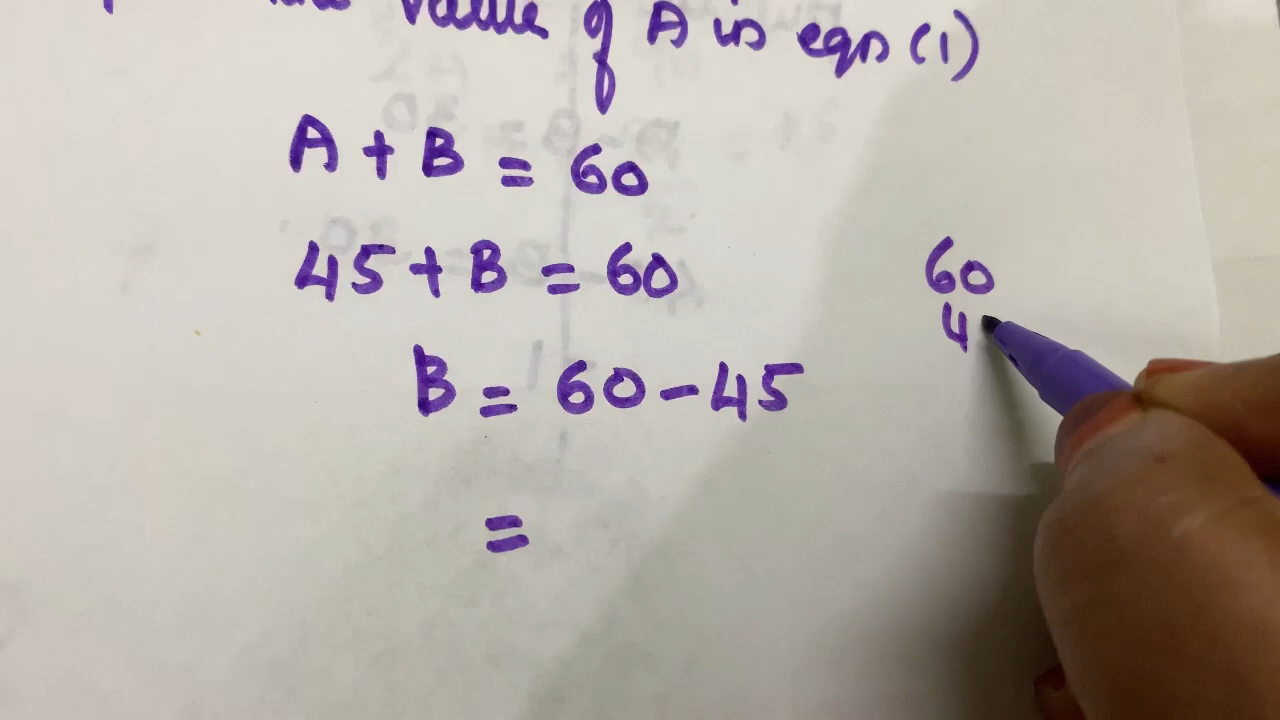 value of A in eqn (1)
A + B = 60
45 + B = 60
B = 60 - 45
=
60
4